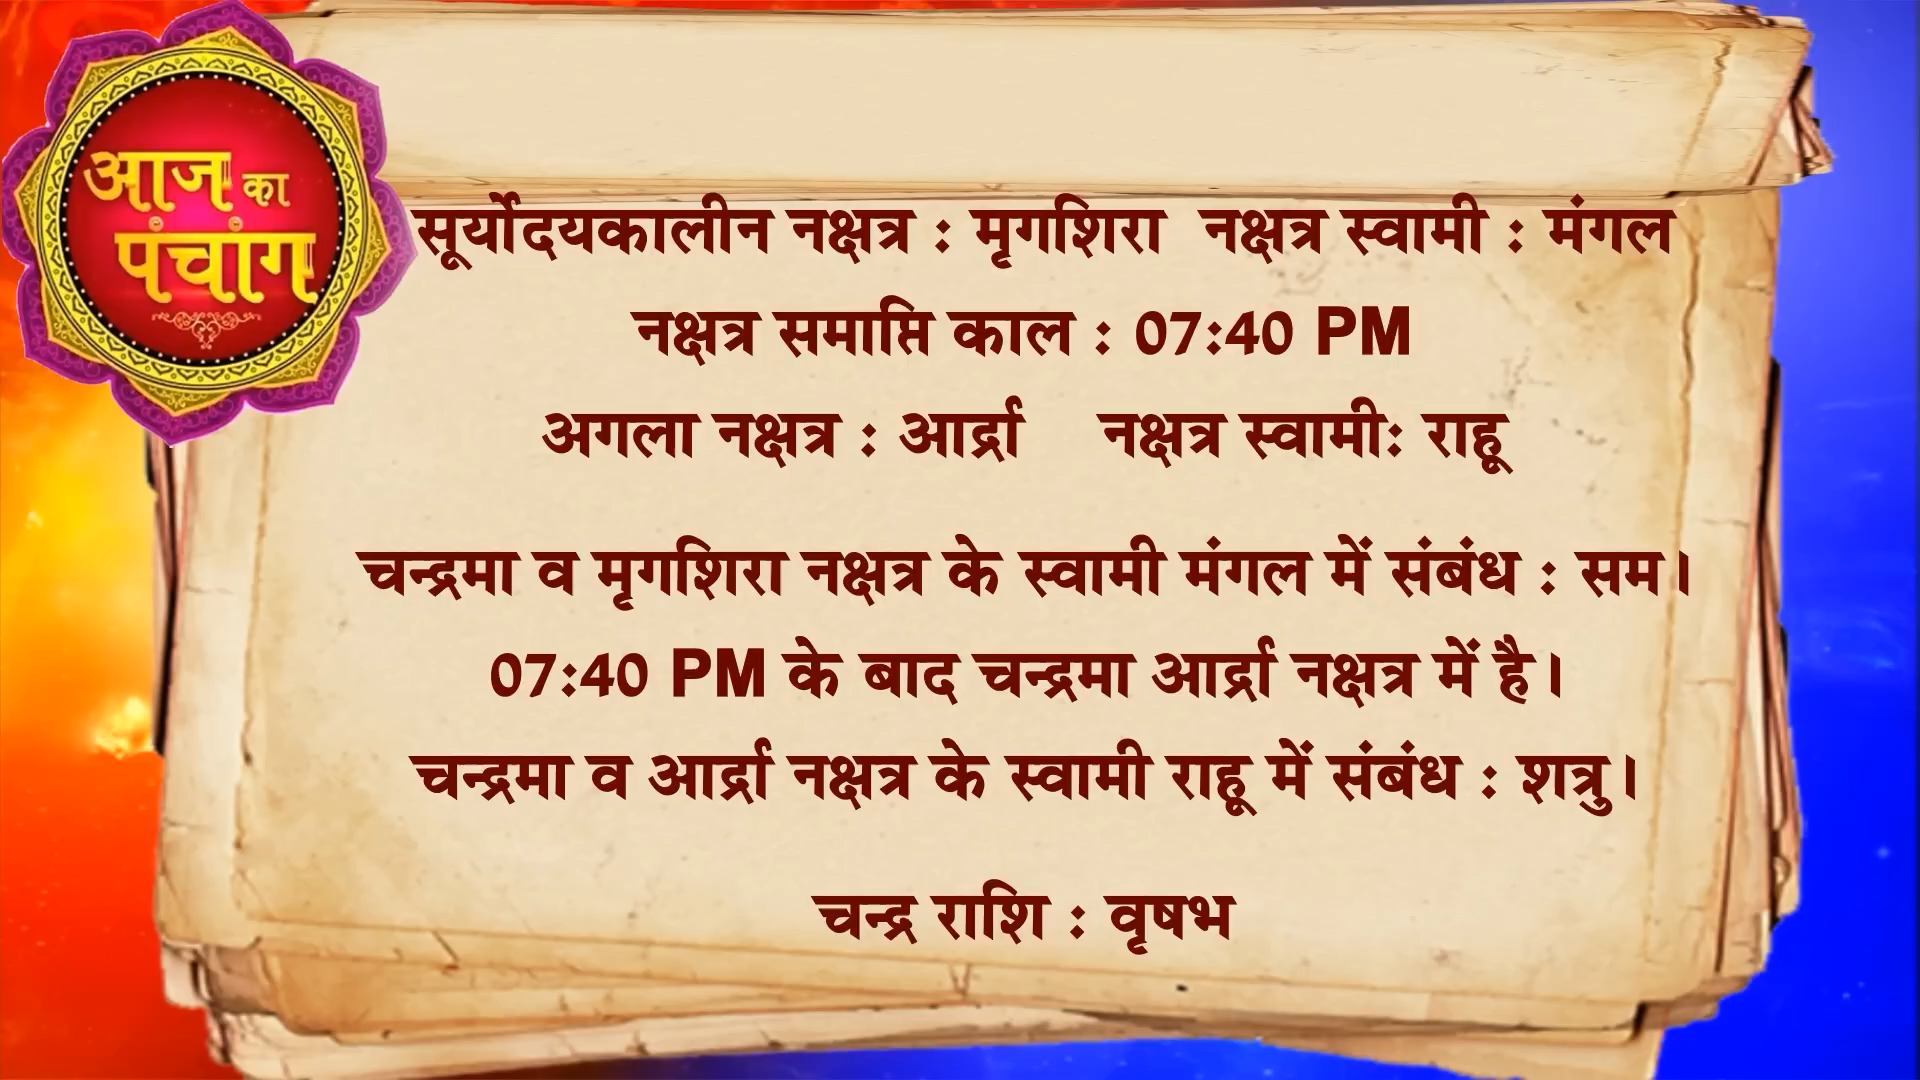 आज का
पंचांग
सूर्योदयकालीन नक्षत्र : मृगशिरा नक्षत्र स्वामी : मंगल
नक्षत्र समाप्ति काल : 07:40 PM
अगला नक्षत्र : आर्द्रा नक्षत्र स्वामी: राहू
चन्द्रमा व मृगशिरा नक्षत्र के स्वामी मंगल में संबंध : सम।
07:40 PM के बाद चन्द्रमा आर्द्रा नक्षत्र में है।
चन्द्रमा व आर्द्रा नक्षत्र के स्वामी राहू में संबंध : शत्रु।
चन्द्र राशि : वृषभ